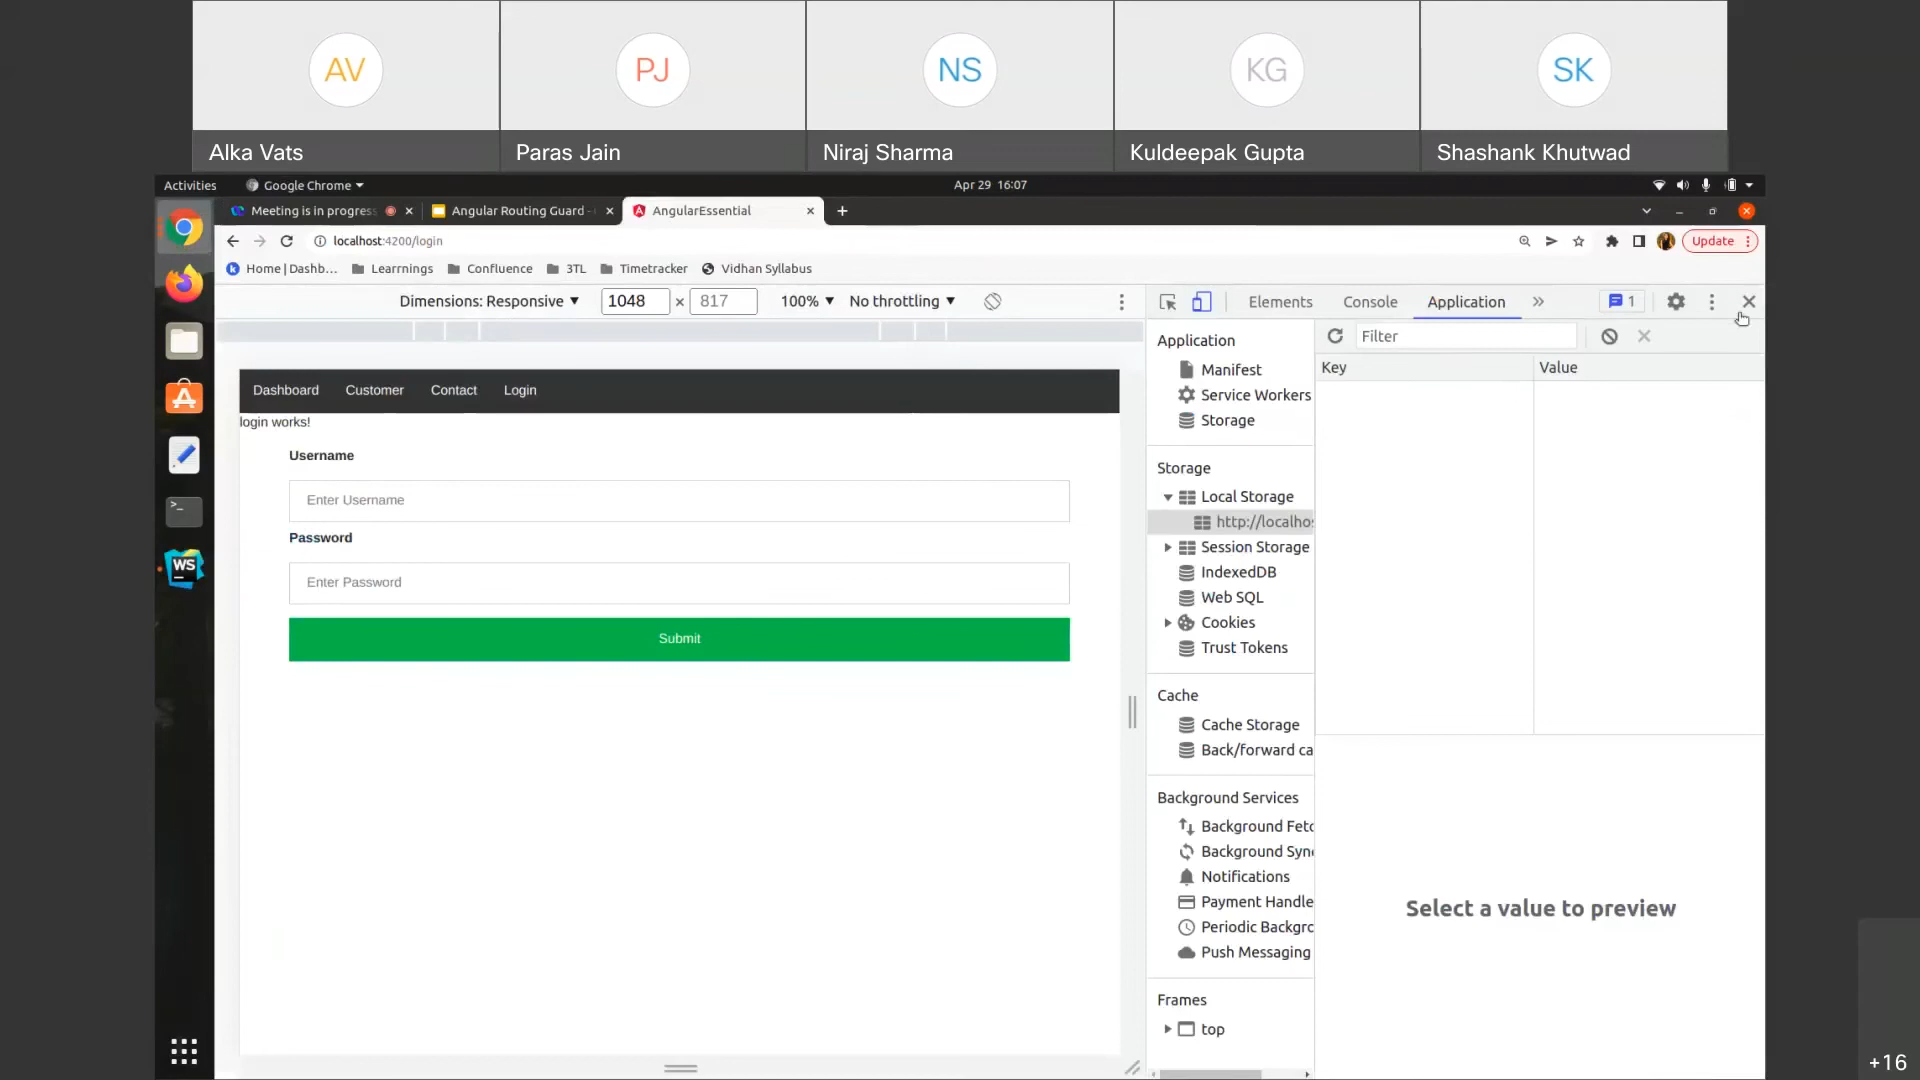 AV
PJ
NS
KG
SK
Alka Vats
Paras Jain
Niraj Sharma
Kuldeepak Gupta
Shashank Khutwad
Activities
Google Chrome
Apr 29 16:07
Meeting is in progress
Angular Routing Guard -
AngularEssential
localhost:4200/login
Update
Home | Dashb...
Learrnings
Confluence
3TL
Timetracker
Vidhan Syllabus
Dimensions: Responsive
1048
×
817
100%
No throttling
Elements
Console
Application
1
Application
Manifest
Service Workers
Storage
Storage
Local Storage
http://localho
Session Storage
IndexedDB
Web SQL
Cookies
Trust Tokens
Cache
Cache Storage
Back/forward ca
Background Services
Background Fetc
Background Syn
Notifications
Payment Handle
Periodic Backgro
Push Messaging
Frames
top
Filter
Key
Value
Select a value to preview
Dashboard
Customer
Contact
Login
login works!
Username
Enter Username
Password
Enter Password
Submit
WS
+16